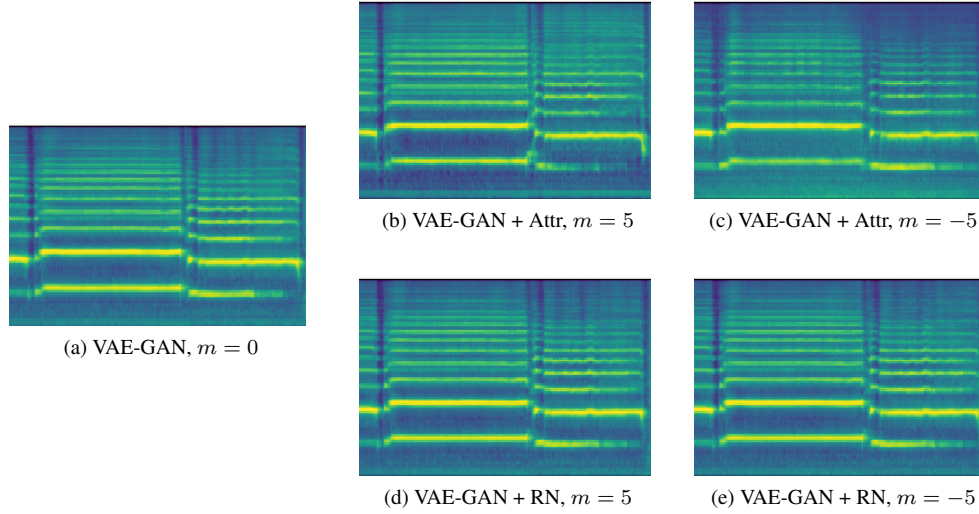 (a) VAE-GAN, m = 0
(b) VAE-GAN + Attr, m = 5
(c) VAE-GAN + Attr, m = −5
(d) VAE-GAN + RN, m = 5
(e) VAE-GAN + RN, m = −5